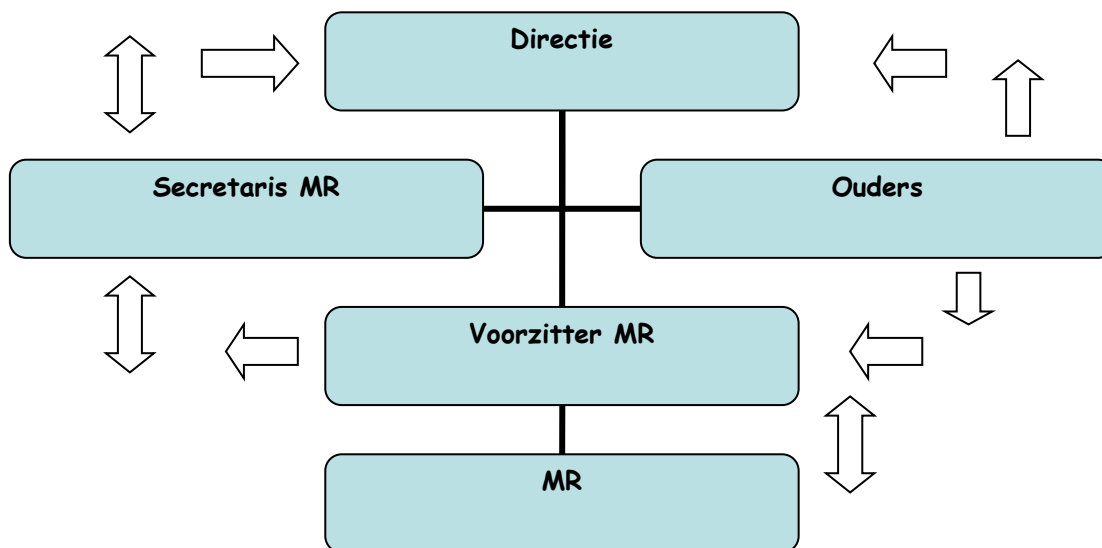 Directie
Secretaris MR
Ouders
Voorzitter MR
MR